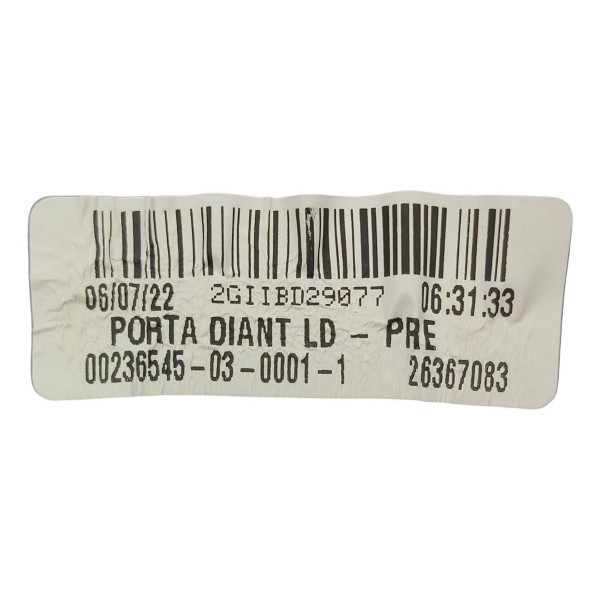 06/07/22 2GIIBD29077 06:31:33
PORTA DIANT LD - PRE
00236545-03-0001-1 26367083